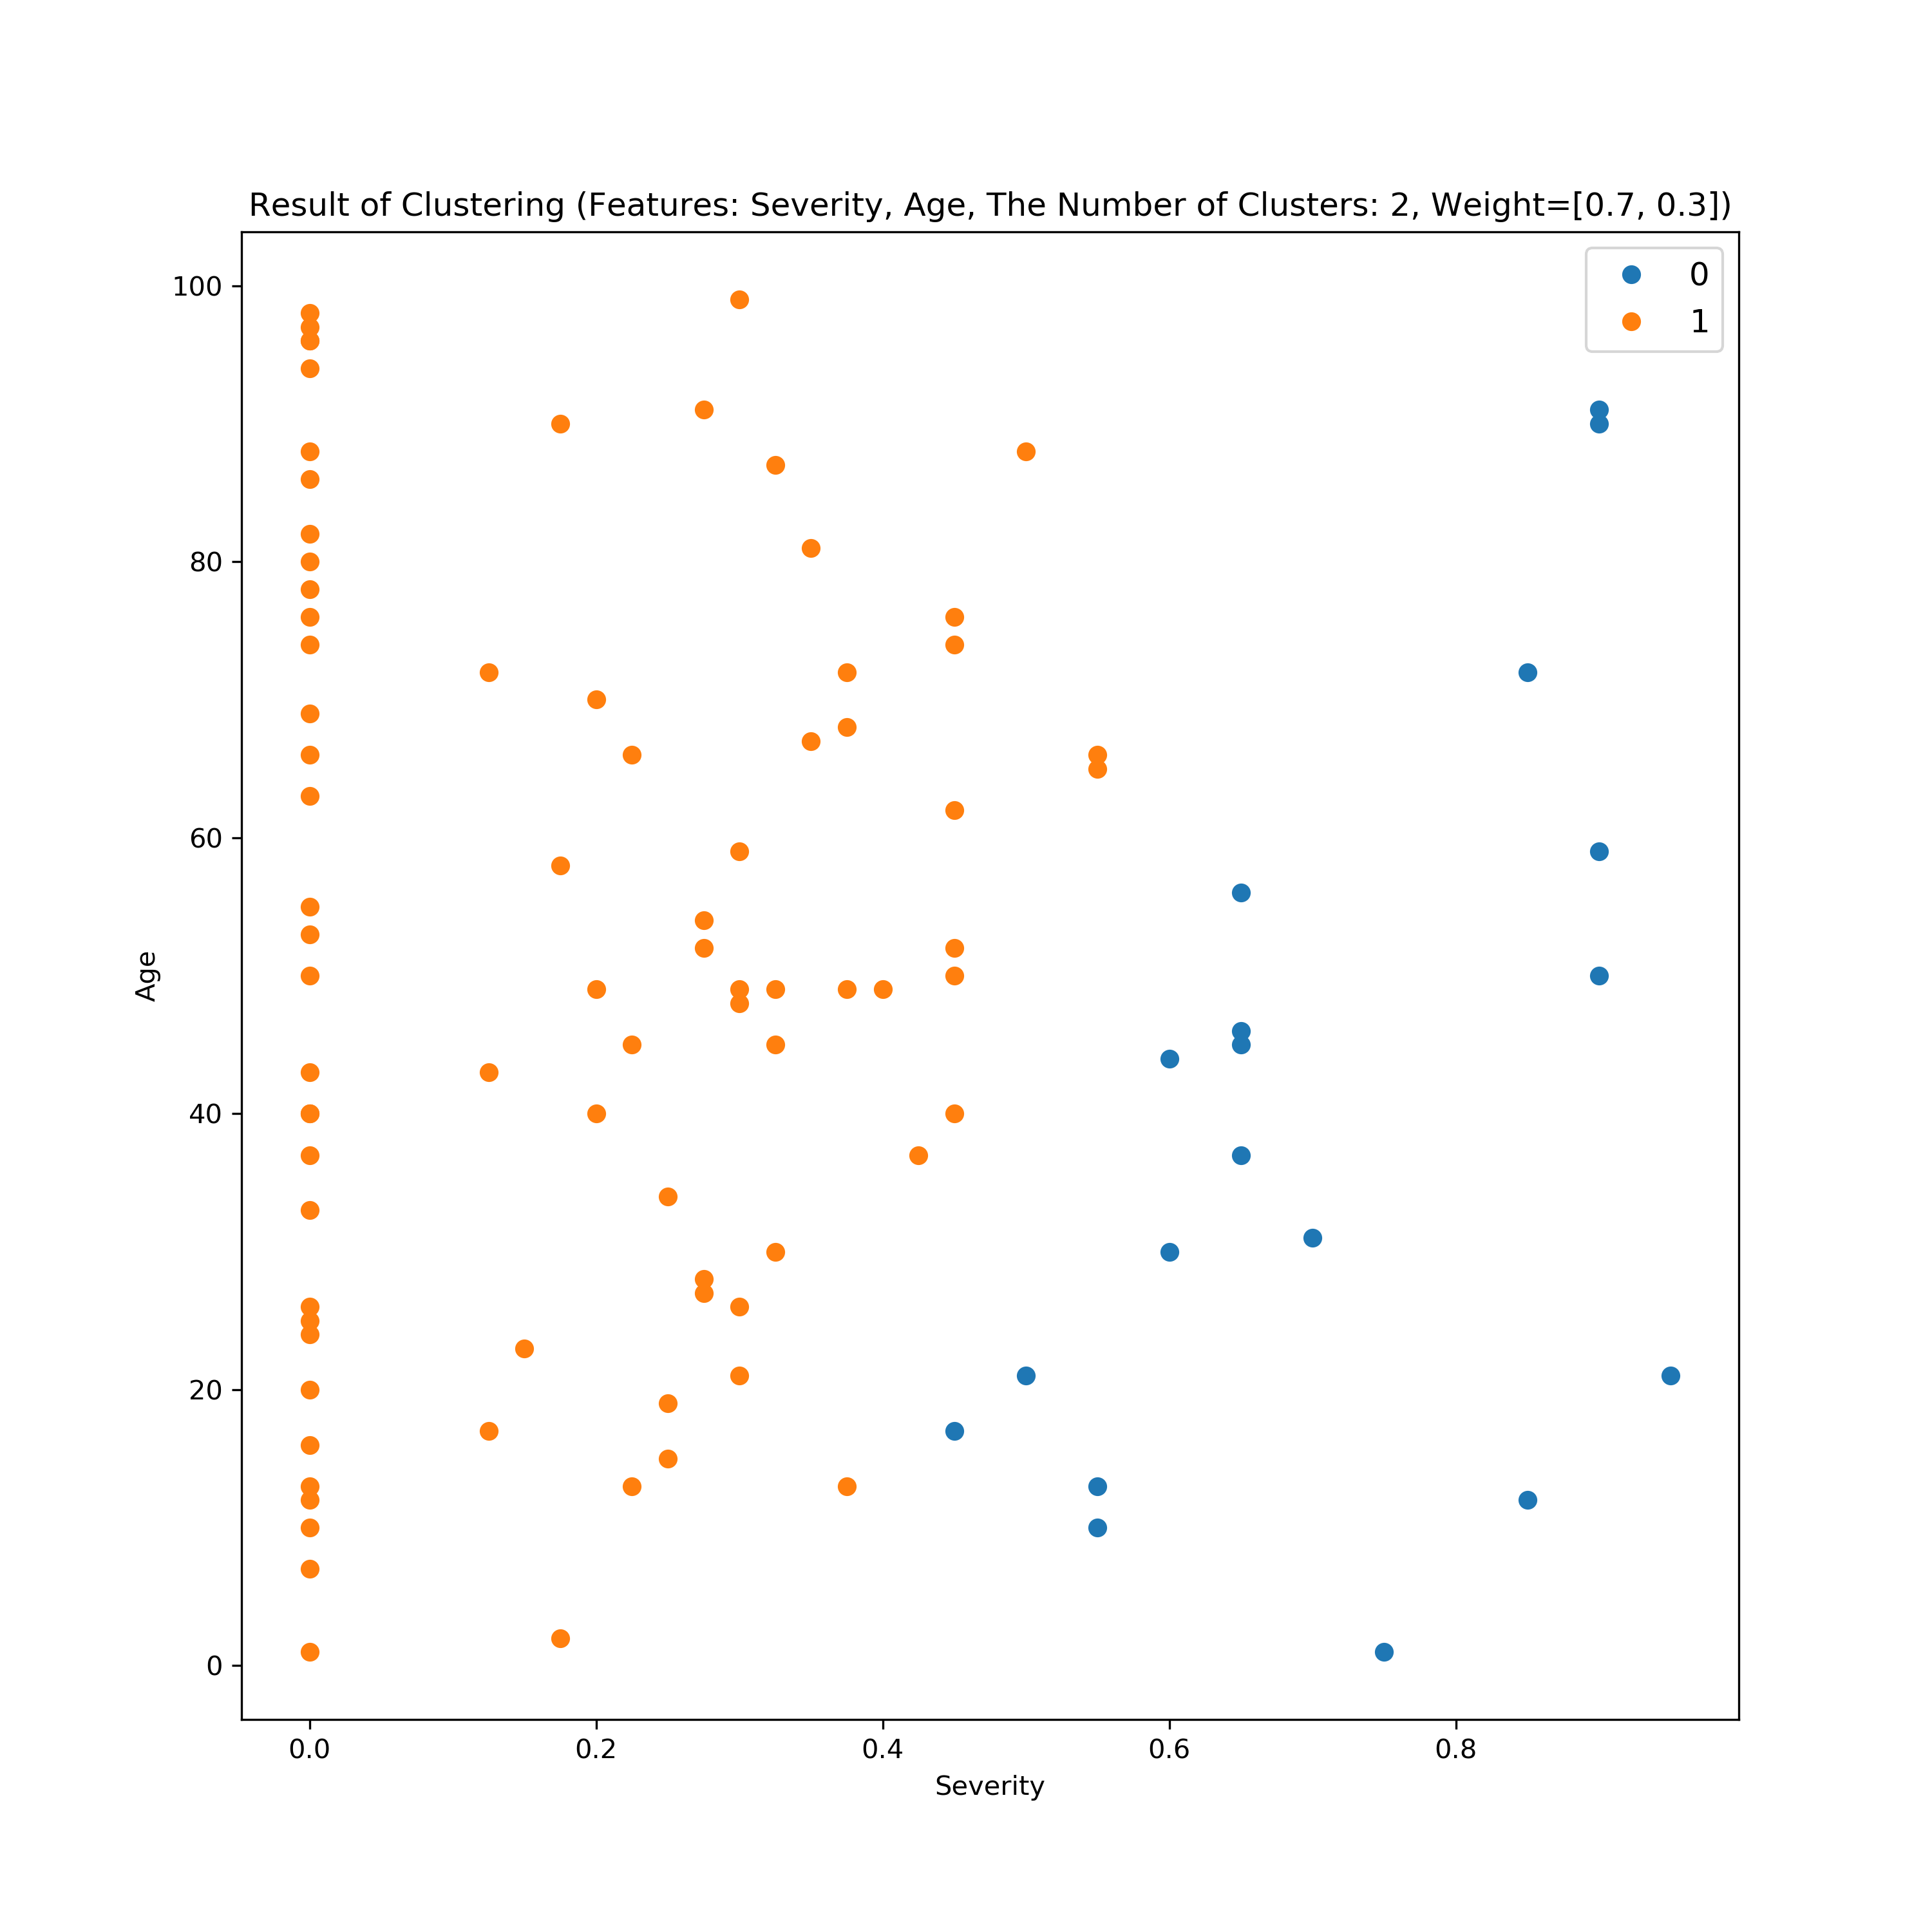 Result of Clustering (Features: Severity, Age, The Number of Clusters: 2, Weight=[0.7, 0.3])
0
1
100
80
60
40
20
0
Age
0.0 0.2 0.4 0.6 0.8
Severity